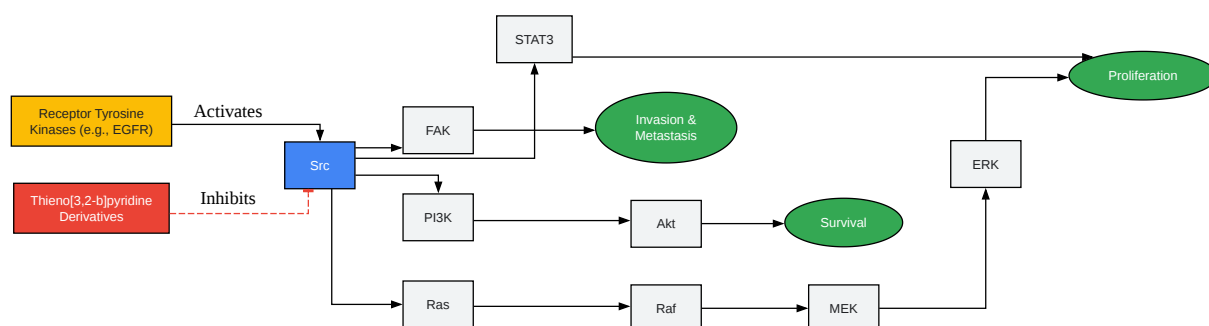 STAT3
Proliferation
Receptor Tyrosine
Kinases (e.g., EGFR)
Activates
FAK
Invasion &
Metastasis
Src
ERK
Thieno[3,2-b]pyridine
Derivatives
Inhibits
PI3K
Akt
Survival
Ras
Raf
MEK